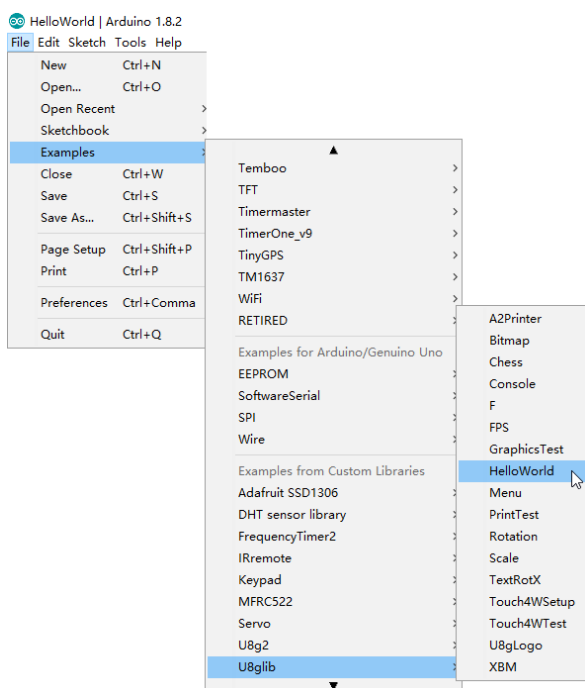 HelloWorld | Arduino 1.8.2
File Edit Sketch Tools Help
New Ctrl+N
Open... Ctrl+O
Open Recent
Sketchbook
Examples
Close Ctrl+W
Save Ctrl+S
Save As... Ctrl+Shift+S
Page Setup Ctrl+Shift+P
Print Ctrl+P
Preferences Ctrl+Comma
Quit Ctrl+Q
Temboo
TFT
Timermaster
TimerOne_v9
TinyGPS
TM1637
WiFi
RETIRED
Examples for Arduino/Genuino Uno
EEPROM
SoftwareSerial
SPI
Wire
Examples from Custom Libraries
Adafruit SSD1306
DHT sensor library
FrequencyTimer2
IRremote
Keypad
MFRC522
Servo
U8g2
U8glib
A2Printer
Bitmap
Chess
Console
F
FPS
GraphicsTest
HelloWorld
Menu
PrintTest
Rotation
Scale
TextRotX
Touch4WSetup
Touch4WTest
U8gLogo
XBM